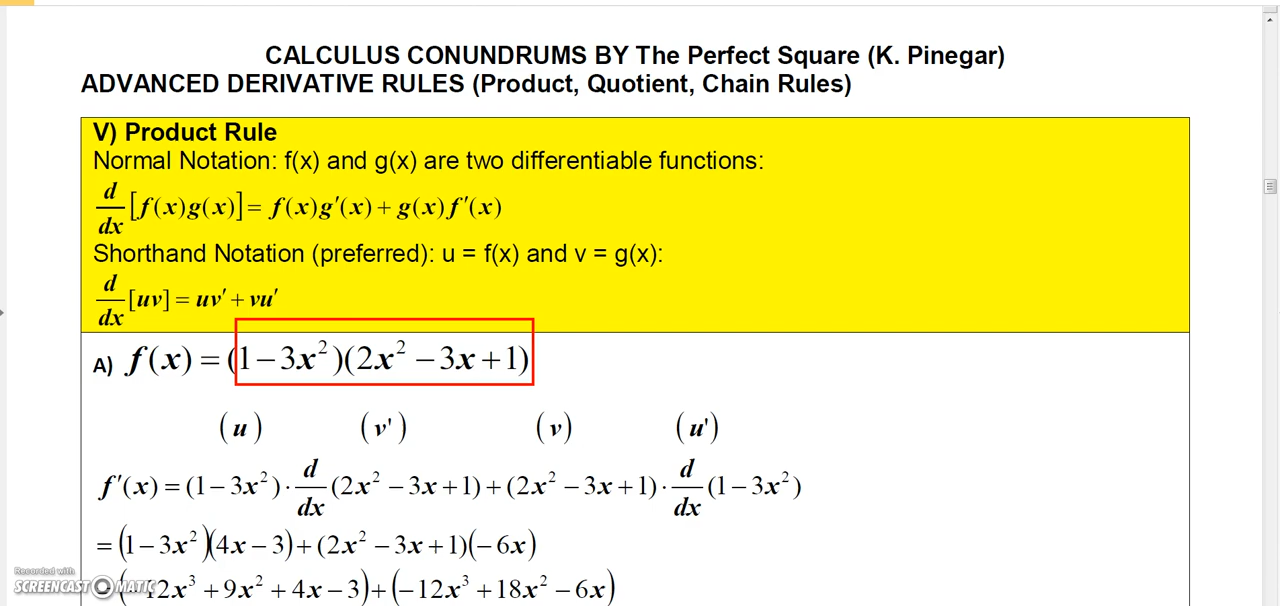 CALCULUS CONUNDRUMS BY The Perfect Square (K. Pinegar)
ADVANCED DERIVATIVE RULES (Product, Quotient, Chain Rules)
V) Product Rule
Normal Notation: f(x) and g(x) are two differentiable functions:
d/dx [f(x)g(x)] = f(x)g′(x) + g(x)f′(x)
Shorthand Notation (preferred): u = f(x) and v = g(x):
d/dx [uv] = uv′ + vu′
A) f(x) = (1 − 3x²)(2x² − 3x + 1)
(u) (v') (v) (u')
f′(x) = (1 − 3x²) · d/dx (2x² − 3x + 1) + (2x² − 3x + 1) · d/dx (1 − 3x²)
= (1 − 3x²)(4x − 3) + (2x² − 3x + 1)(−6x)
= (−12x³ + 9x² + 4x − 3) + (−12x³ + 18x² − 6x)
Recorded with
SCREENCAST O MATIC